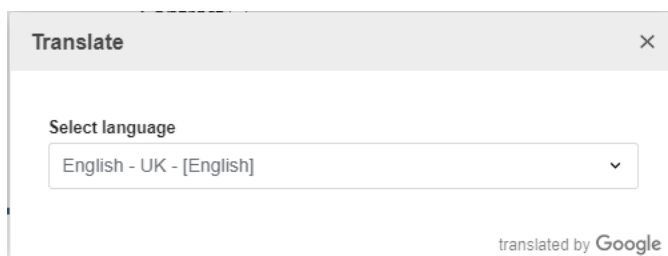 Translate
Select language
English - UK - [English]
translated by Google